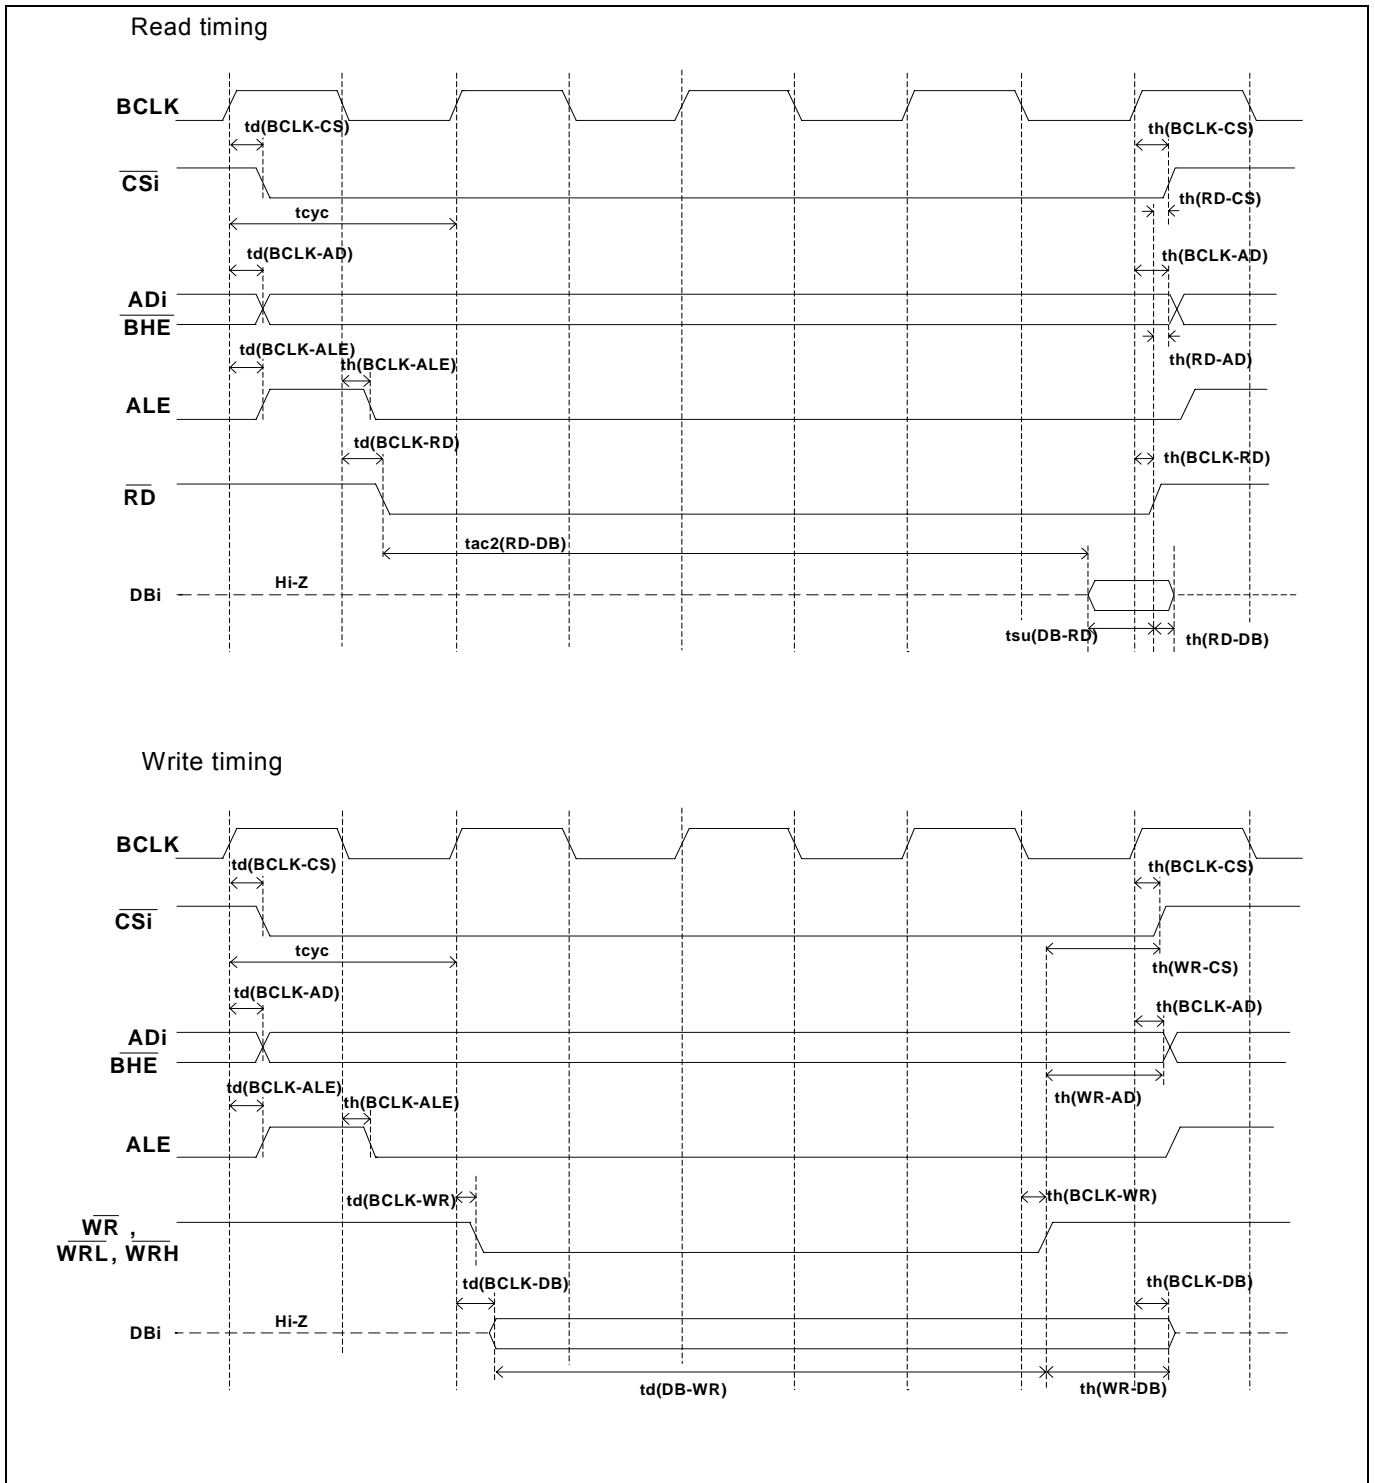 Read timing
BCLK
td(BCLK-CS)
th(BCLK-CS)
CSi
th(RD-CS)
tcyc
td(BCLK-AD)
th(BCLK-AD)
ADi
BHE
td(BCLK-ALE)
th(BCLK-ALE)
th(RD-AD)
ALE
td(BCLK-RD)
th(BCLK-RD)
RD
tac2(RD-DB)
Hi-Z
DBi
tsu(DB-RD)
th(RD-DB)
Write timing
BCLK
td(BCLK-CS)
th(BCLK-CS)
CSi
tcyc
th(WR-CS)
td(BCLK-AD)
th(BCLK-AD)
ADi
BHE
td(BCLK-ALE)
th(BCLK-ALE)
th(WR-AD)
ALE
td(BCLK-WR)
th(BCLK-WR)
WR ,
WRL, WRH
td(BCLK-DB)
th(BCLK-DB)
Hi-Z
DBi
td(DB-WR)
th(WR-DB)